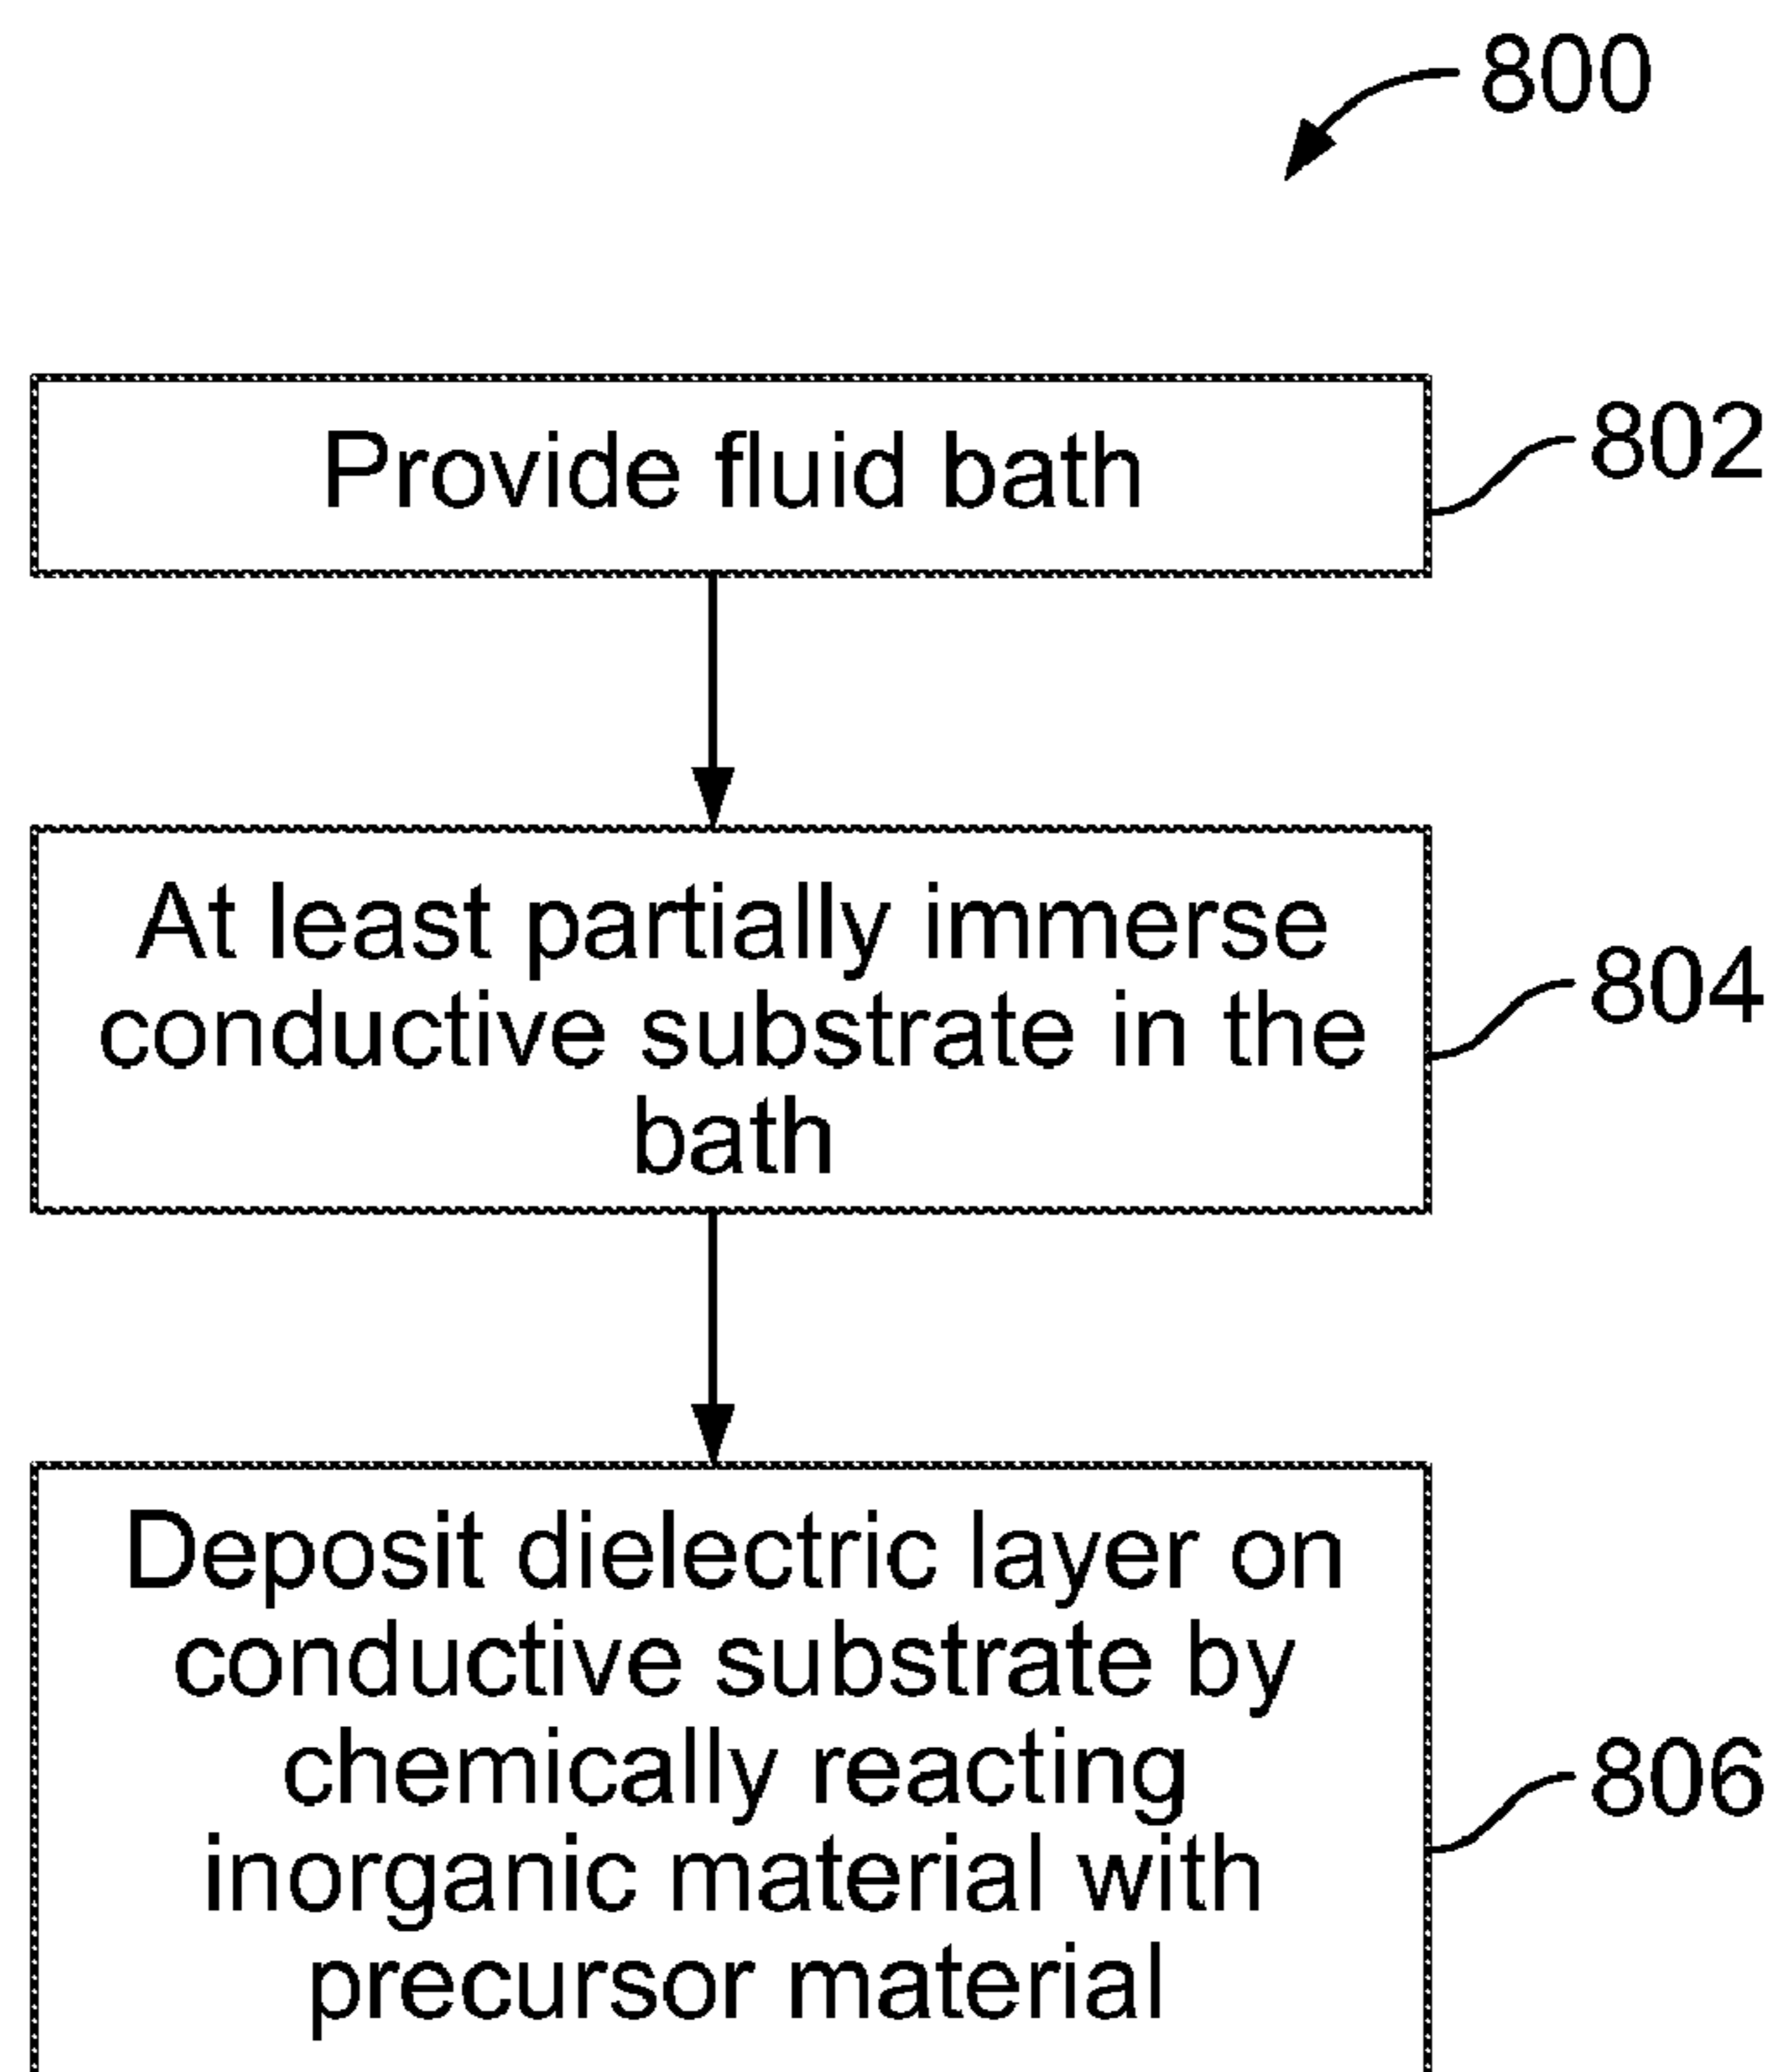 800
Provide fluid bath
802
At least partially immerse
conductive substrate in the
bath
804
Deposit dielectric layer on
conductive substrate by
chemically reacting
inorganic material with
precursor material
806